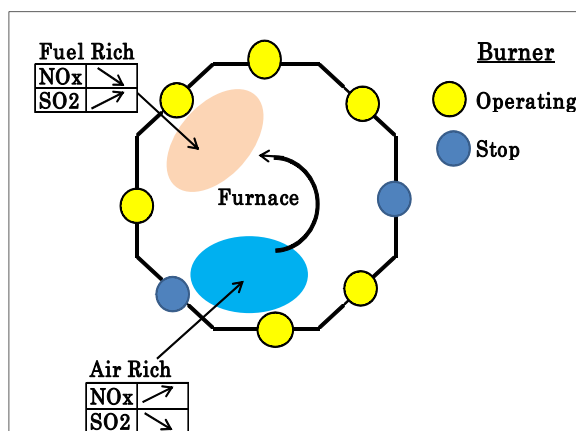 Fuel Rich
NOx
SO2
Burner
Operating
Stop
Furnace
Air Rich
NOx
SO2